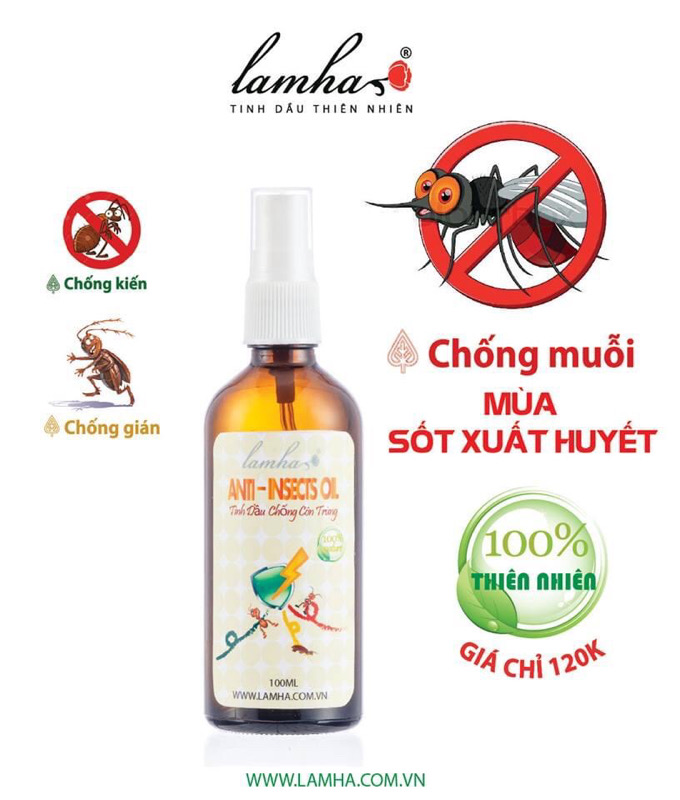 lamha ®
TINH DẦU THIÊN NHIÊN
Chống kiến
Chống gián
Chống muỗi
MÙA
SỐT XUẤT HUYẾT
lamha
ANTI-INSECTS OIL
Tinh Dầu Chống Côn Trùng
100%
natural
100ML
WWW.LAMHA.COM.VN
100%
THIÊN NHIÊN
GIÁ CHỈ 120K
WWW.LAMHA.COM.VN